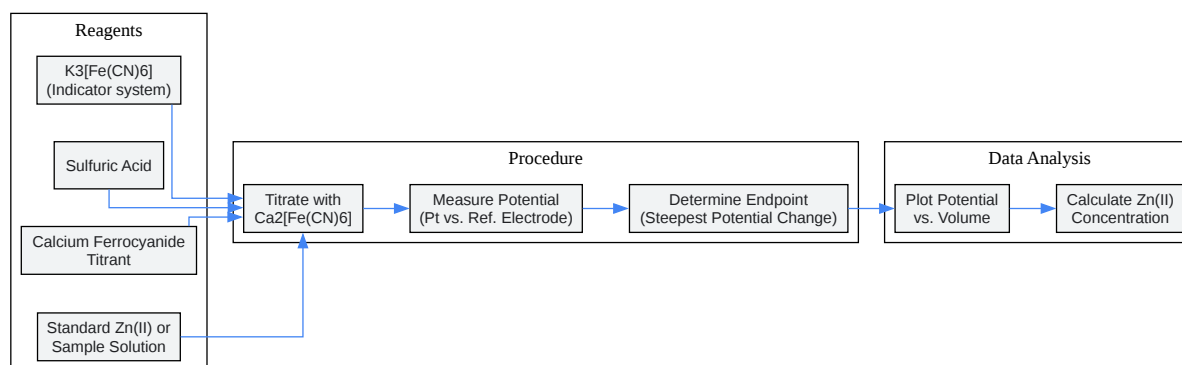 Reagents
K3[Fe(CN)6]
(Indicator system)
Sulfuric Acid
Calcium Ferrocyanide
Titrant
Standard Zn(II) or
Sample Solution
Procedure
Titrate with
Ca2[Fe(CN)6]
Measure Potential
(Pt vs. Ref. Electrode)
Determine Endpoint
(Steepest Potential Change)
Data Analysis
Plot Potential
vs. Volume
Calculate Zn(II)
Concentration